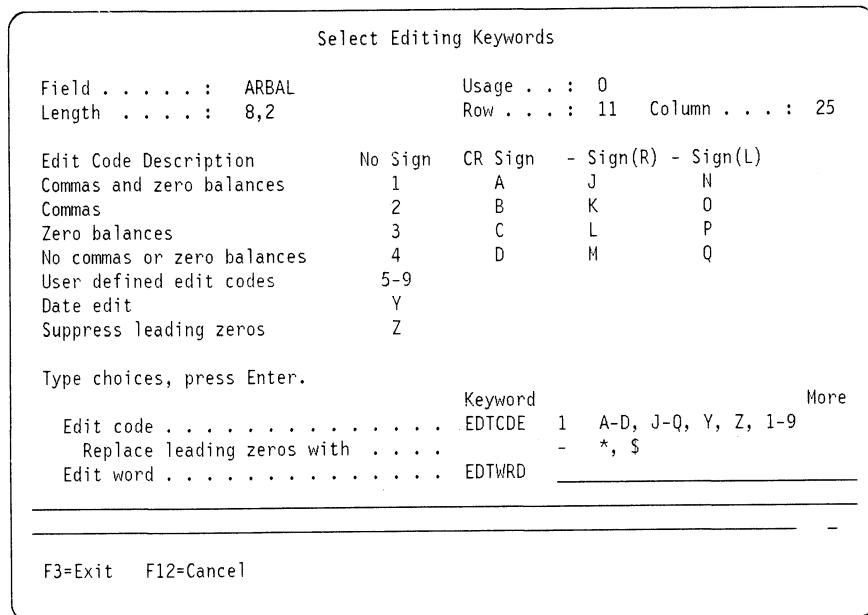 Select Editing Keywords
Field . . . . . :   ARBAL   Usage . . :   O
Length  . . . . :   8,2   Row . . . :   11   Column . . . :   25
Edit Code Description   No Sign   CR Sign   - Sign(R)   - Sign(L)
Commas and zero balances   1   A   J   N
Commas   2   B   K   O
Zero balances   3   C   L   P
No commas or zero balances   4   D   M   Q
User defined edit codes   5-9
Date edit   Y
Suppress leading zeros   Z
Type choices, press Enter.
Keyword   More
Edit code . . . . . . . . . . . . . .   EDTCDE   1   A-D, J-Q, Y, Z, 1-9
Replace leading zeros with  . . . .   _   *, $
Edit word . . . . . . . . . . . . . .   EDTWRD
F3=Exit   F12=Cancel